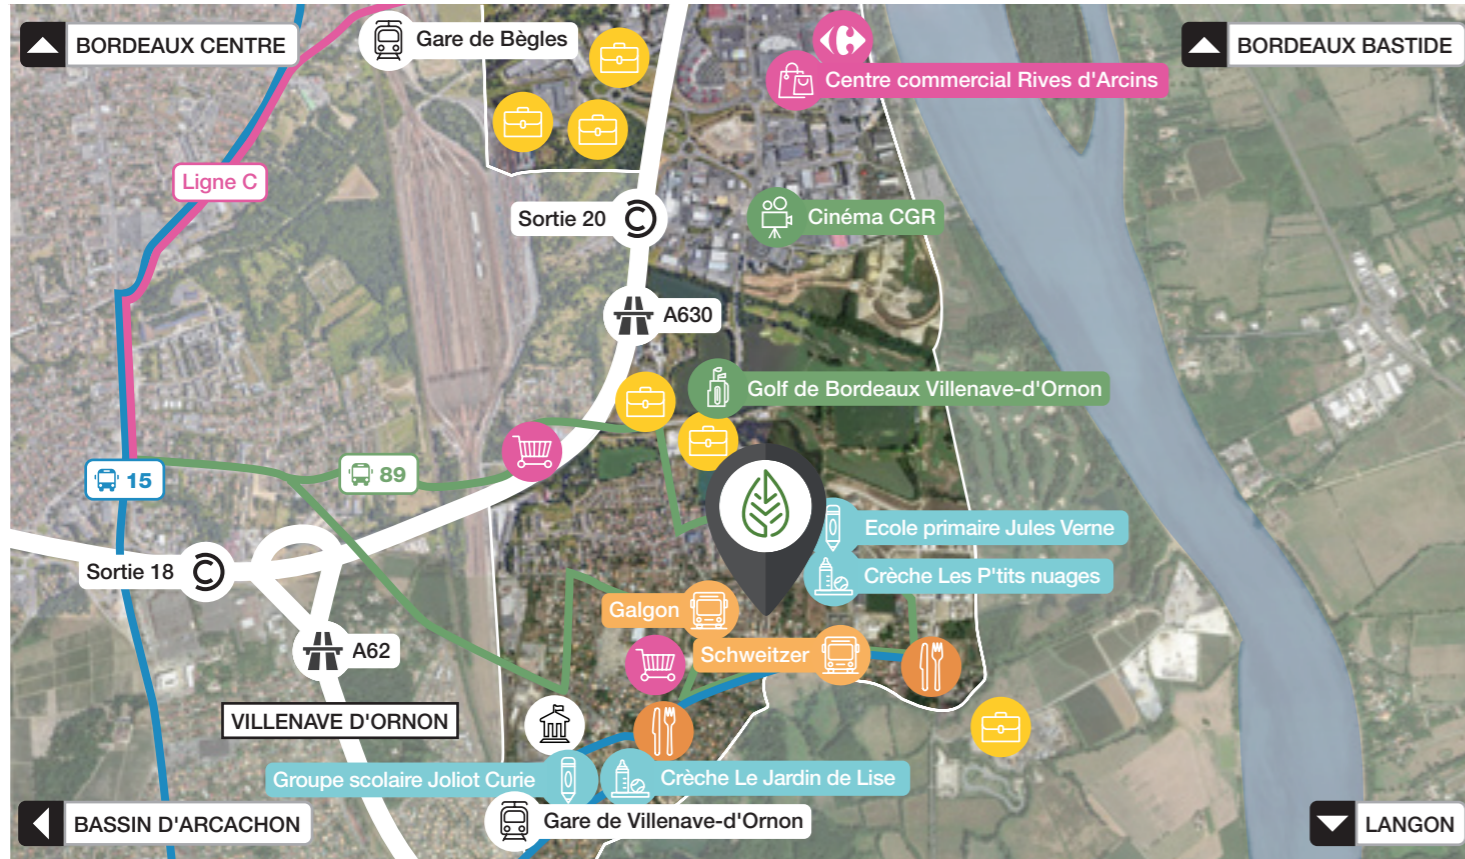 BORDEAUX CENTRE
Gare de Bègles
BORDEAUX BASTIDE
Centre commercial Rives d'Arcins
Ligne C
Sortie 20
Cinéma CGR
A630
Golf de Bordeaux Villenave-d'Ornon
15
89
Ecole primaire Jules Verne
Sortie 18
Crèche Les P'tits nuages
Galgon
A62
Schweitzer
VILLENAVE D'ORNON
Groupe scolaire Joliot Curie
Crèche Le Jardin de Lise
BASSIN D'ARCACHON
Gare de Villenave-d'Ornon
LANGON